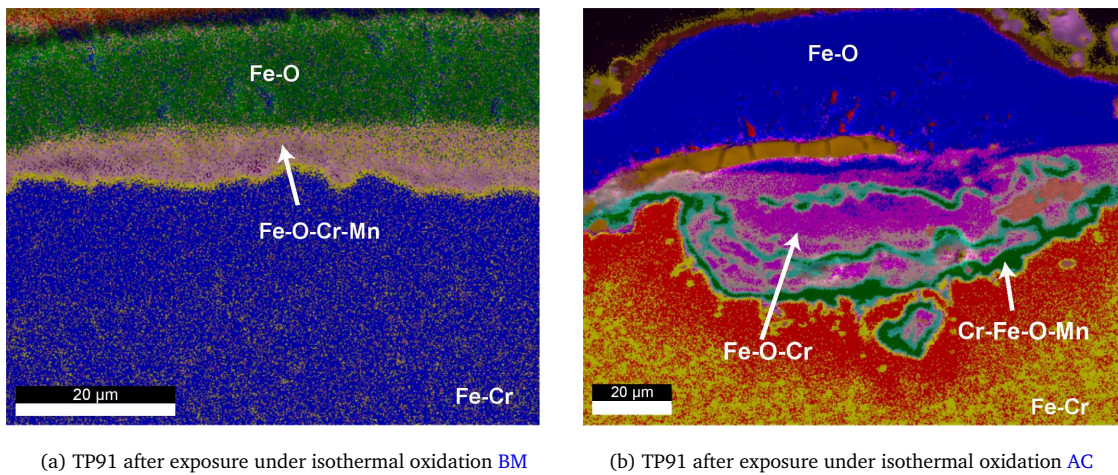 Fe-O
Fe-O-Cr-Mn
20 µm
Fe-Cr
Fe-O
Fe-O-Cr
Cr-Fe-O-Mn
20 µm
Fe-Cr
(a) TP91 after exposure under isothermal oxidation BM
(b) TP91 after exposure under isothermal oxidation AC